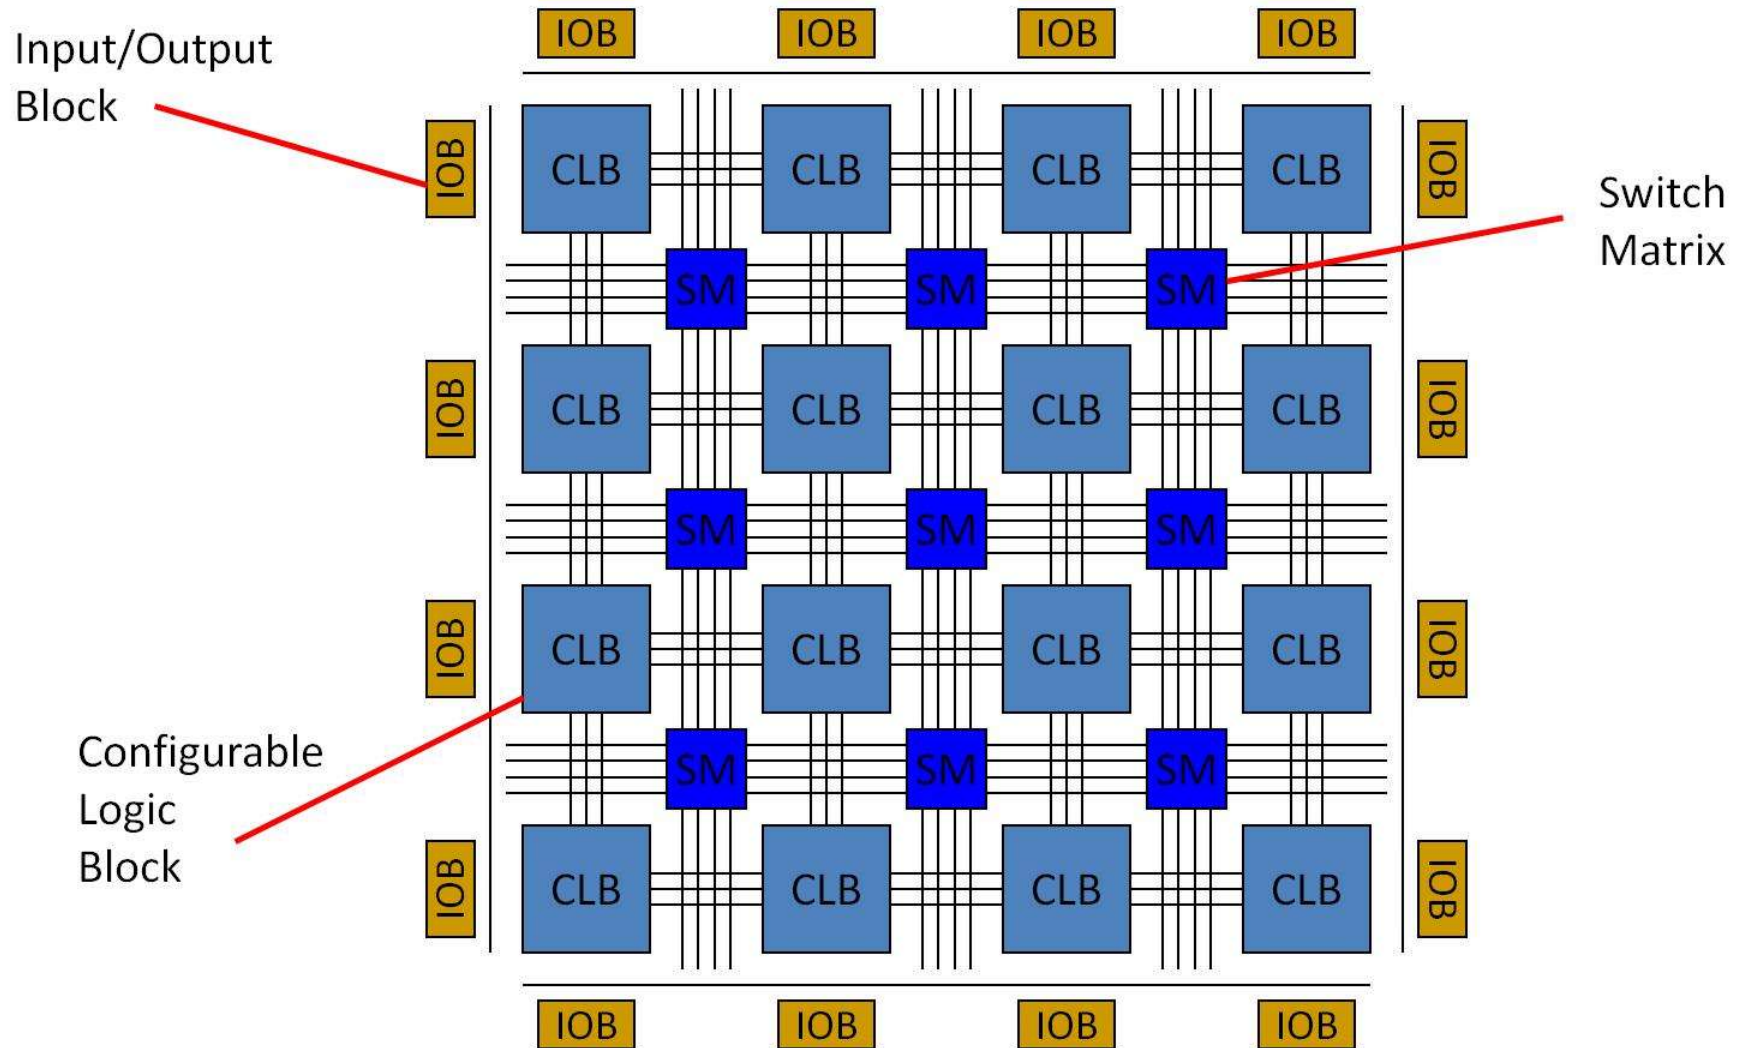 IOB IOB IOB IOB
Input/Output
Block
IOB CLB CLB CLB CLB IOB
Switch
Matrix
SM SM SM
IOB CLB CLB CLB CLB IOB
SM SM SM
IOB CLB CLB CLB CLB IOB
Configurable
Logic
Block
SM SM SM
IOB CLB CLB CLB CLB IOB
IOB IOB IOB IOB